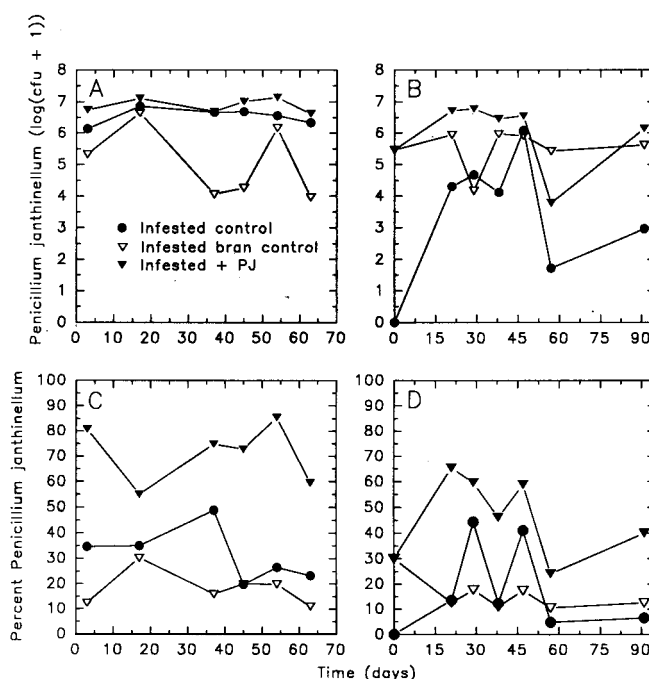 Penicillium janthinellum (log(cfu + 1))
8
7
6
5
4
3
2
1
0
A
Infested control
Infested bran control
Infested + PJ
0 10 20 30 40 50 60 70
8
7
6
5
4
3
2
1
0
B
0 15 30 45 60 75 90
Percent Penicillium janthinellum
100
90
80
70
60
50
40
30
20
10
0
C
0 10 20 30 40 50 60 70
100
90
80
70
60
50
40
30
20
10
0
D
0 15 30 45 60 75 90
Time (days)